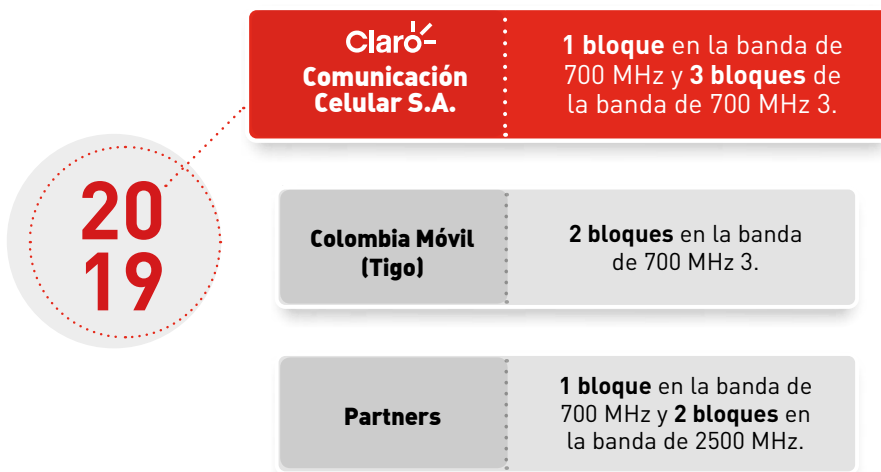 Claro
Comunicación
Celular S.A.
1 bloque en la banda de
700 MHz y 3 bloques de
la banda de 700 MHz 3.
20
19
Colombia Móvil
(Tigo)
2 bloques en la banda
de 700 MHz 3.
Partners
1 bloque en la banda de
700 MHz y 2 bloques en
la banda de 2500 MHz.